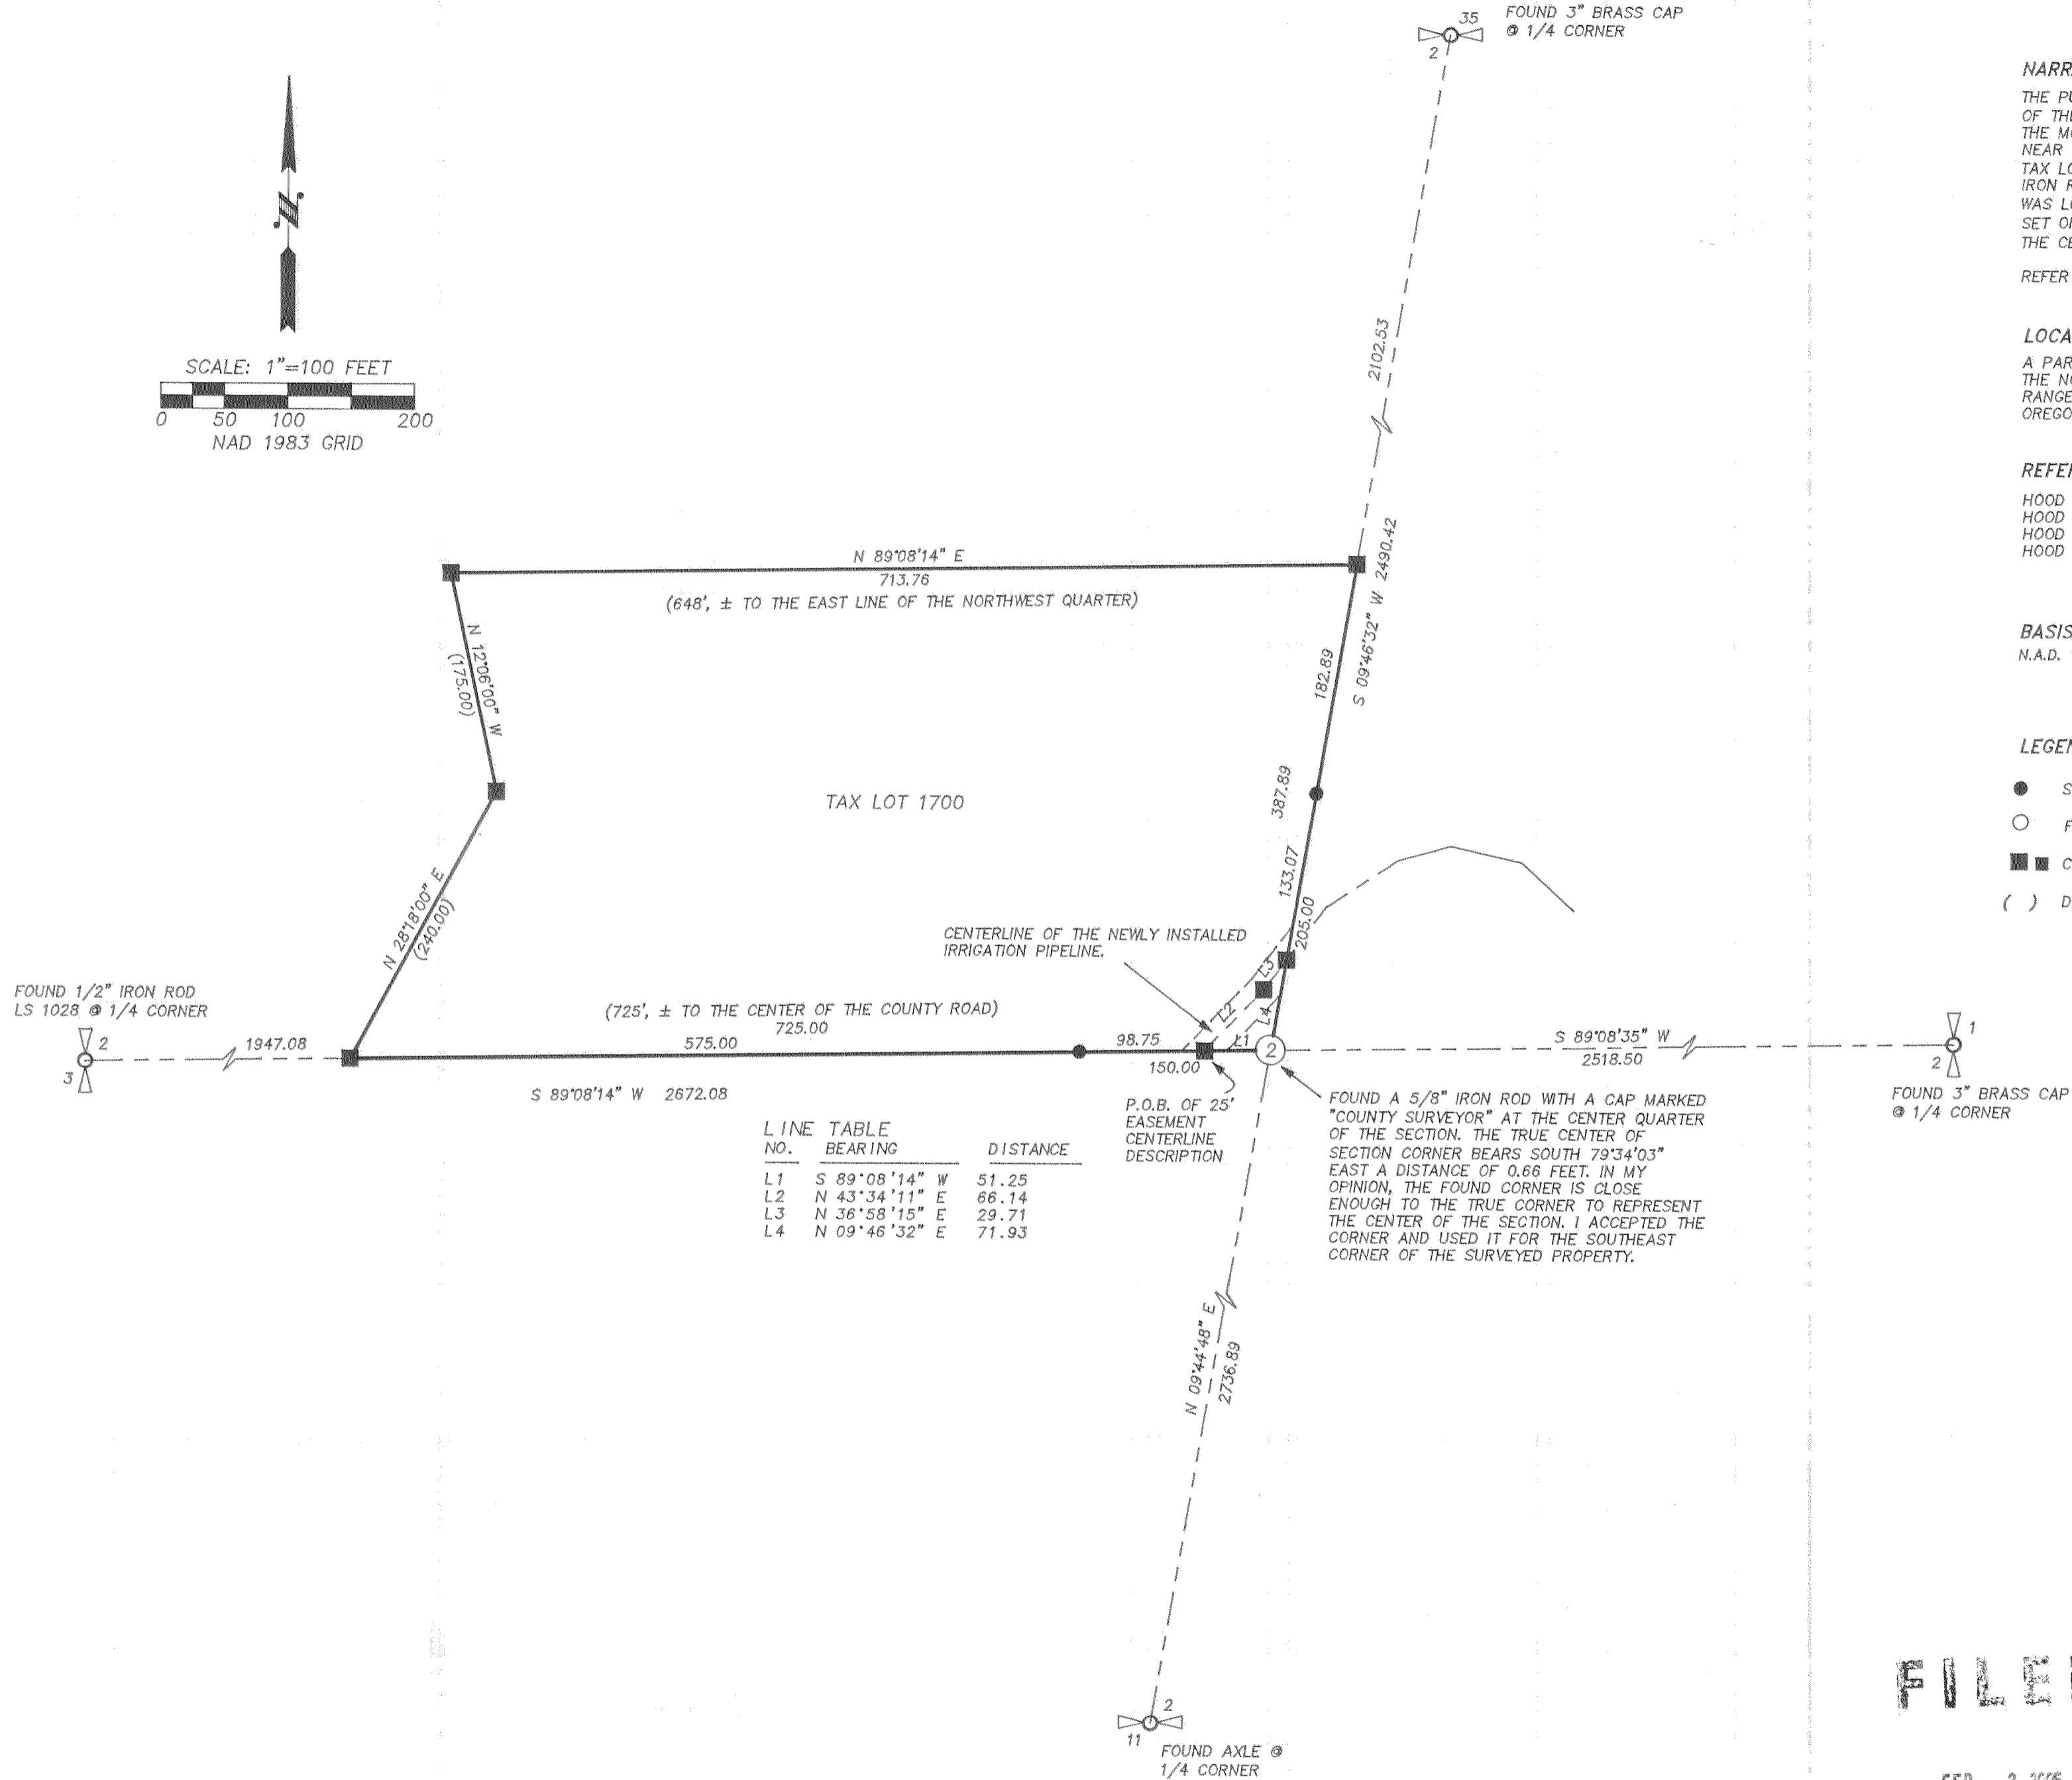 35
2
FOUND 3" BRASS CAP
@ 1/4 CORNER
N
SCALE: 1"=100 FEET
0 50 100 200
NAD 1983 GRID
2102.53
N 89°08'14" E
713.76
(648', ± TO THE EAST LINE OF THE NORTHWEST QUARTER)
S 09°46'32" W 2490.42
N 12°06'00" W
(175.00)
182.89
TAX LOT 1700
387.89
133.07
205.00
N 28°18'00" E
(240.00)
CENTERLINE OF THE NEWLY INSTALLED
IRRIGATION PIPELINE.
L3
L2
L4
L1
FOUND 1/2" IRON ROD
LS 1028 @ 1/4 CORNER
2
3
1947.08
(725', ± TO THE CENTER OF THE COUNTY ROAD)
725.00
575.00
98.75
150.00
2
S 89°08'35" W
2518.50
1
2
FOUND 3" BRASS CAP
@ 1/4 CORNER
S 89°08'14" W 2672.08
P.O.B. OF 25'
EASEMENT
CENTERLINE
DESCRIPTION
FOUND A 5/8" IRON ROD WITH A CAP MARKED
"COUNTY SURVEYOR" AT THE CENTER QUARTER
OF THE SECTION. THE TRUE CENTER OF
SECTION CORNER BEARS SOUTH 79°34'03"
EAST A DISTANCE OF 0.66 FEET. IN MY
OPINION, THE FOUND CORNER IS CLOSE
ENOUGH TO THE TRUE CORNER TO REPRESENT
THE CENTER OF THE SECTION. I ACCEPTED THE
CORNER AND USED IT FOR THE SOUTHEAST
CORNER OF THE SURVEYED PROPERTY.
LINE TABLE
NO. BEARING DISTANCE
L1 S 89°08'14" W 51.25
L2 N 43°34'11" E 66.14
L3 N 36°58'15" E 29.71
L4 N 09°46'32" E 71.93
N 09°44'48" E
2736.89
2
11
FOUND AXLE @
1/4 CORNER
NARR
THE PU
OF THE
THE MO
NEAR
TAX LO
IRON R
WAS LO
SET O
THE CE
REFER
LOCA
A PAR
THE NO
RANGE
OREGO
REFER
HOOD
HOOD
HOOD
HOOD
BASIS
N.A.D.
LEGEN
S
F
C
( ) D
FILE